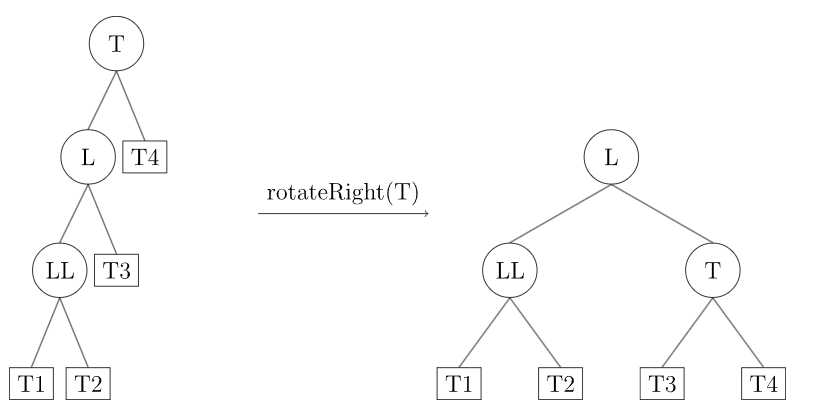 T
L T4
LL T3
T1 T2
rotateRight(T)
L
LL T
T1 T2 T3 T4